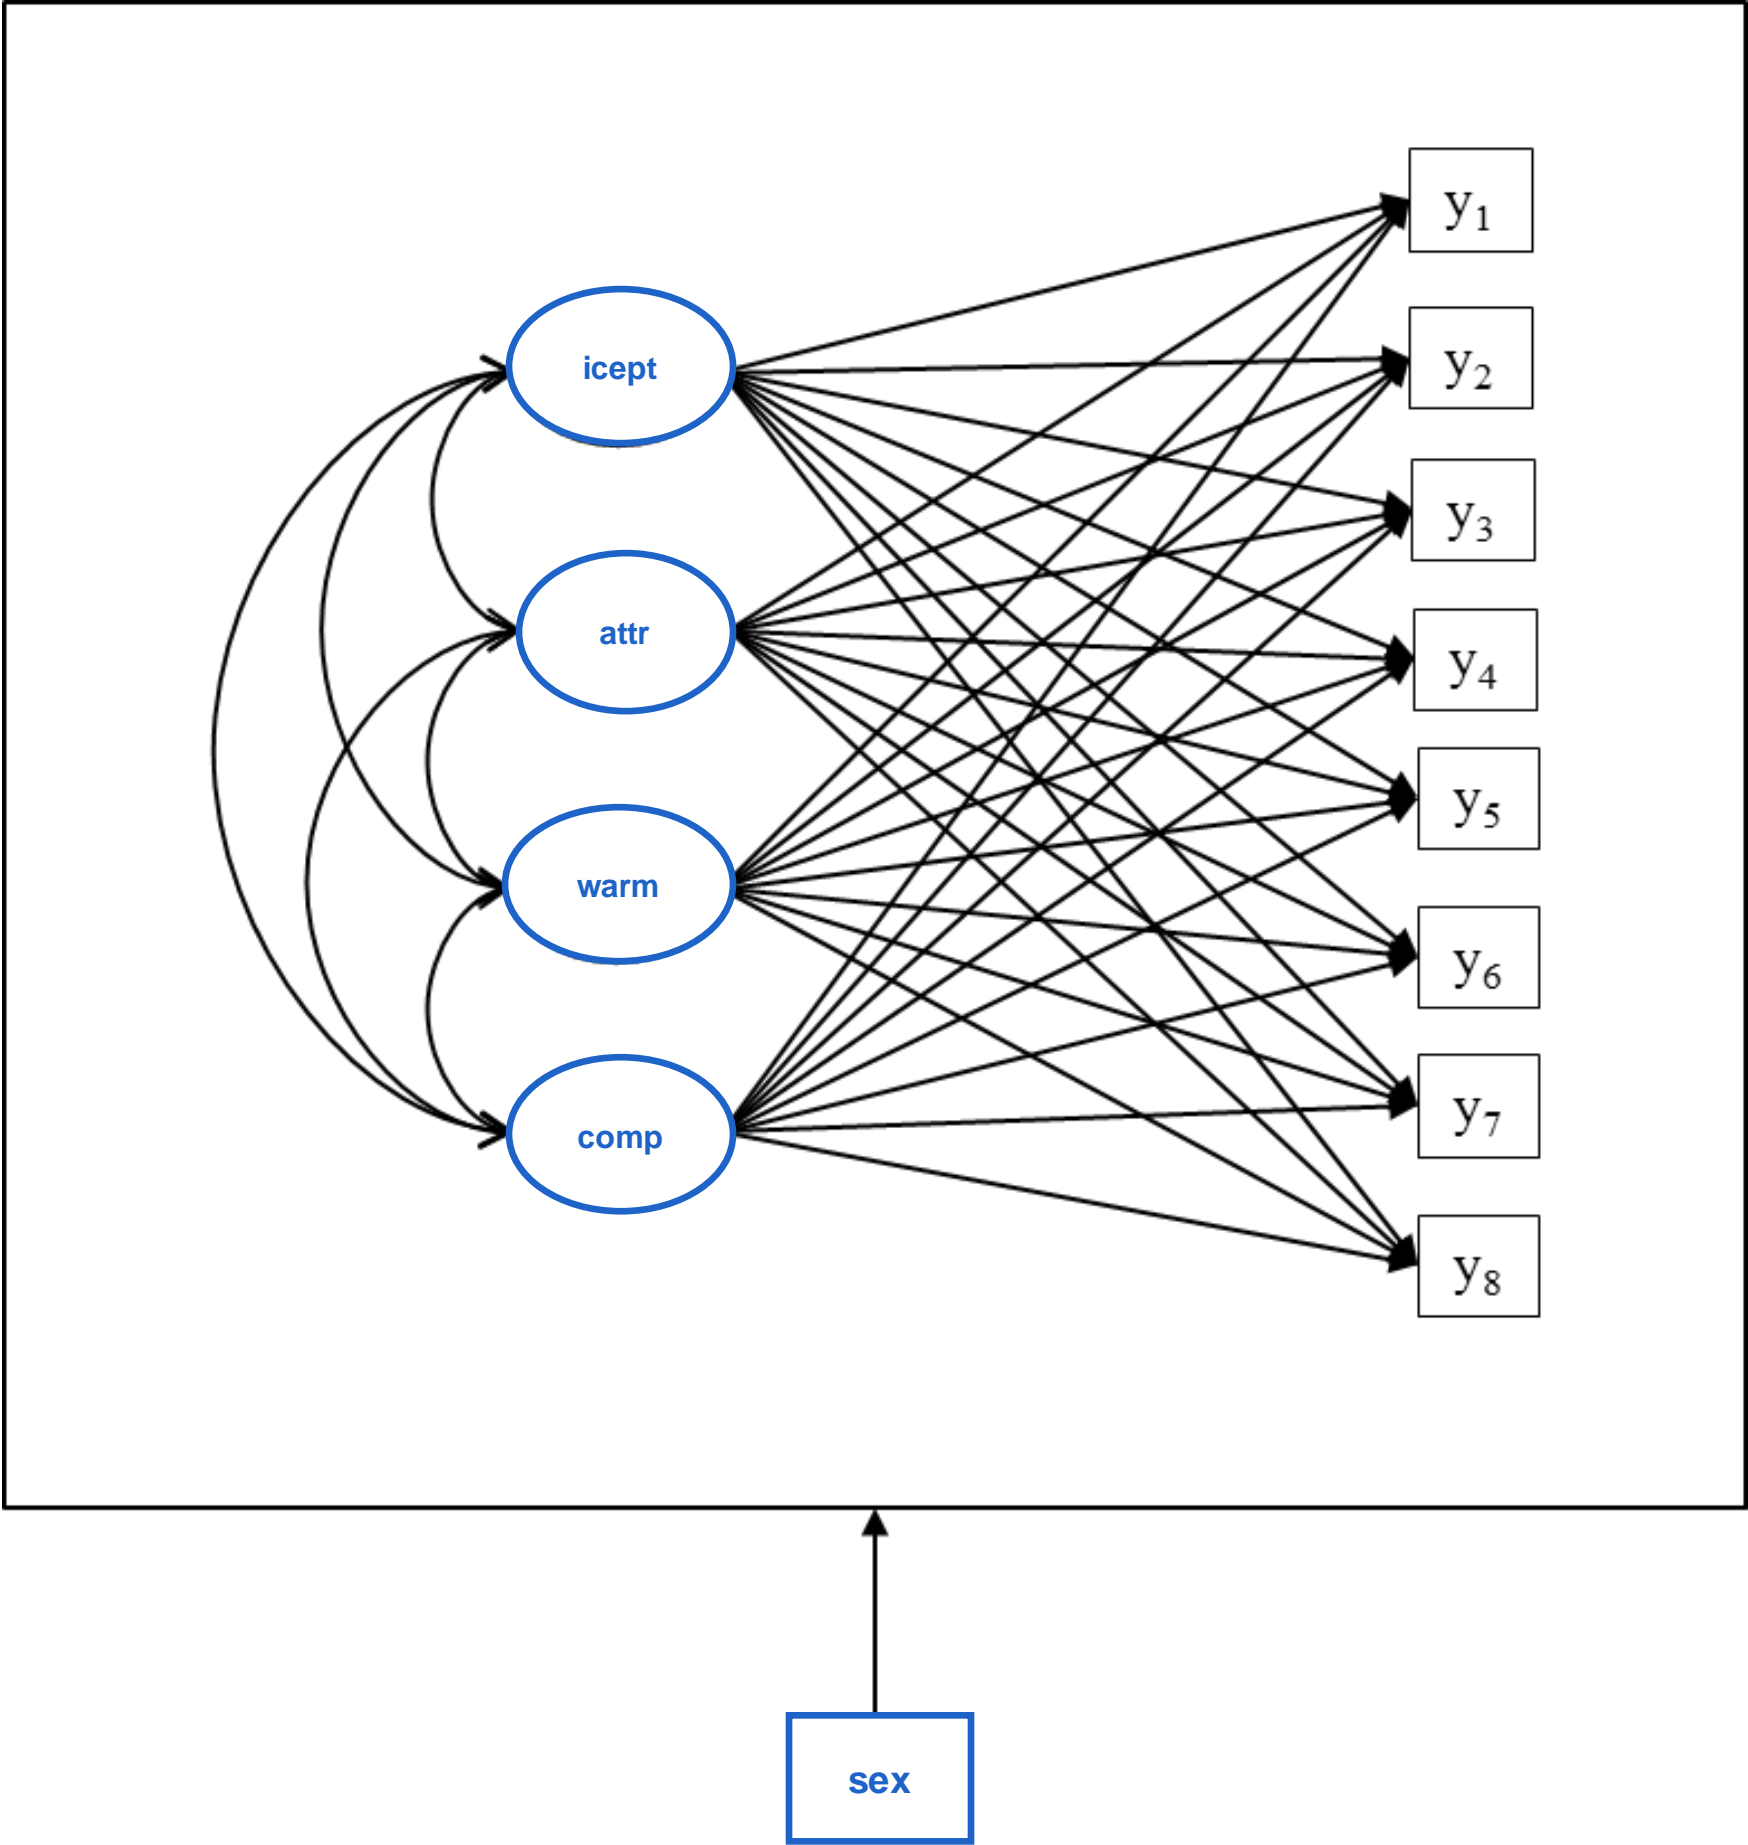 icept
attr
warm
comp
y₁
y₂
y₃
y₄
y₅
y₆
y₇
y₈
sex